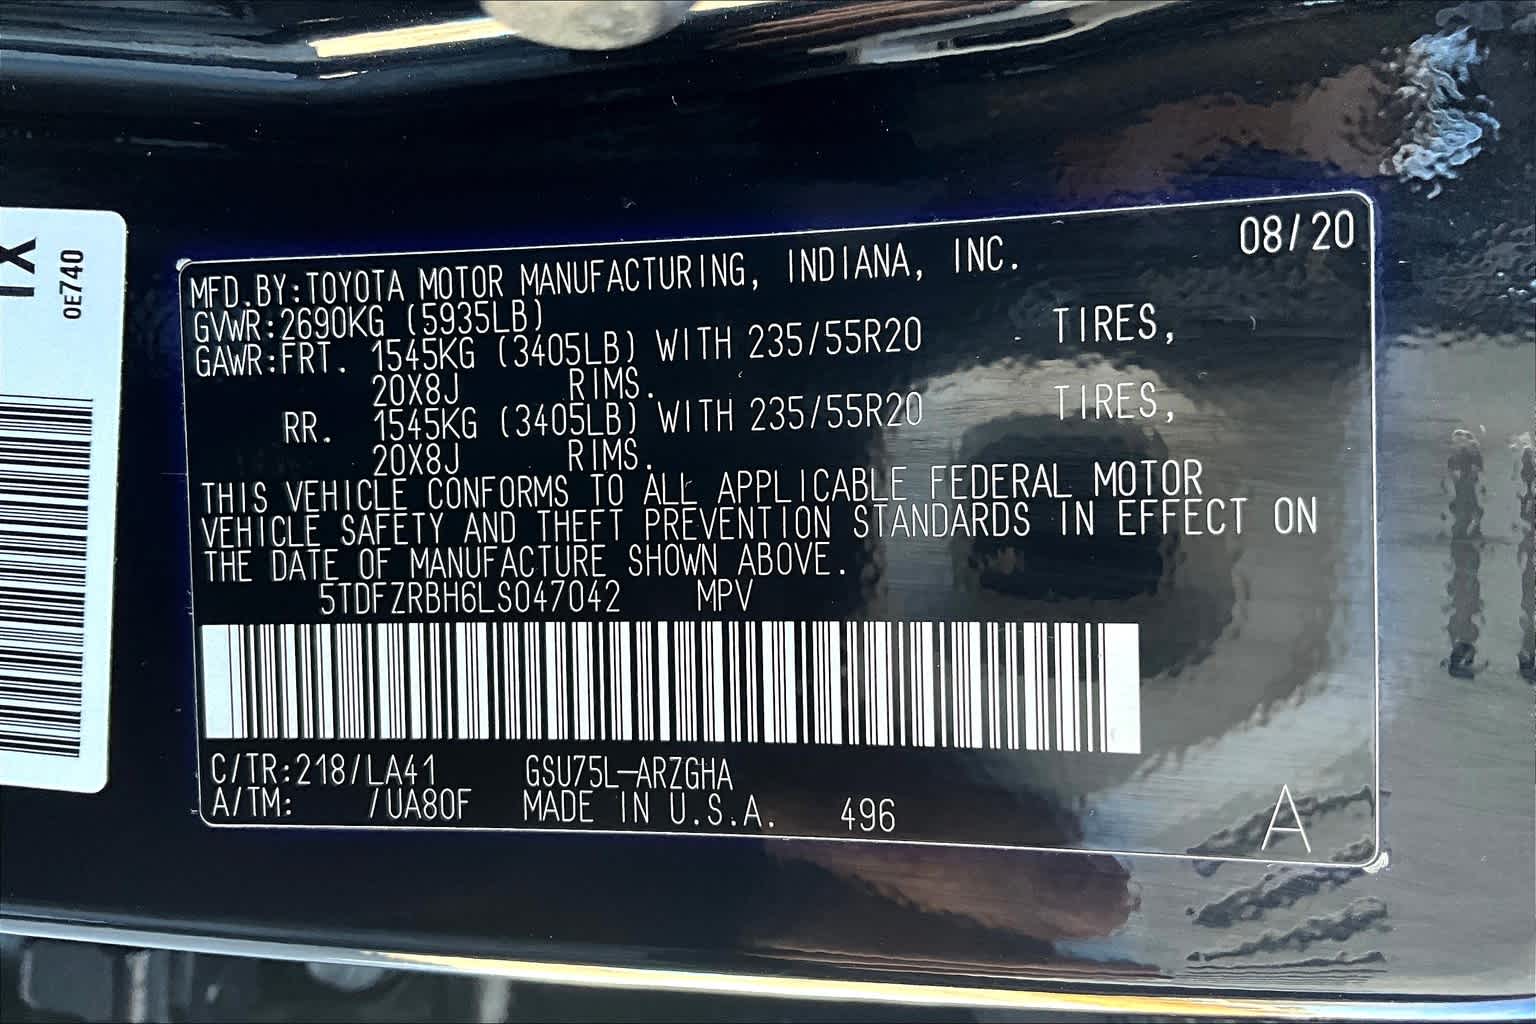 MFD.BY:TOYOTA MOTOR MANUFACTURING, INDIANA, INC. 08/20
GVWR:2690KG (5935LB)
GAWR:FRT. 1545KG (3405LB) WITH 235/55R20 TIRES,
20X8J RIMS.
RR. 1545KG (3405LB) WITH 235/55R20 TIRES,
20X8J RIMS.
THIS VEHICLE CONFORMS TO ALL APPLICABLE FEDERAL MOTOR
VEHICLE SAFETY AND THEFT PREVENTION STANDARDS IN EFFECT ON
THE DATE OF MANUFACTURE SHOWN ABOVE.
5TDFZRBH6LS047042 MPV
C/TR:218/LA41 GSU75L-ARZGHA
A/TM: /UA80F MADE IN U.S.A. 496 A
0E740